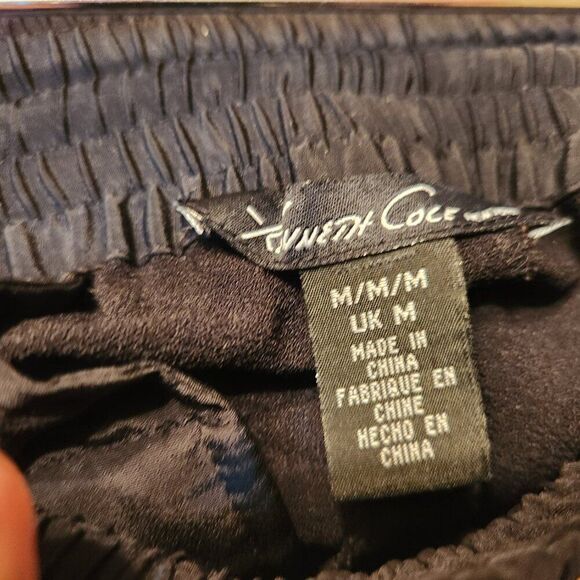 Kenneth Cole
M/M/M
UK M
MADE IN
CHINA
FABRIQUE EN
CHINE
HECHO EN
CHINA